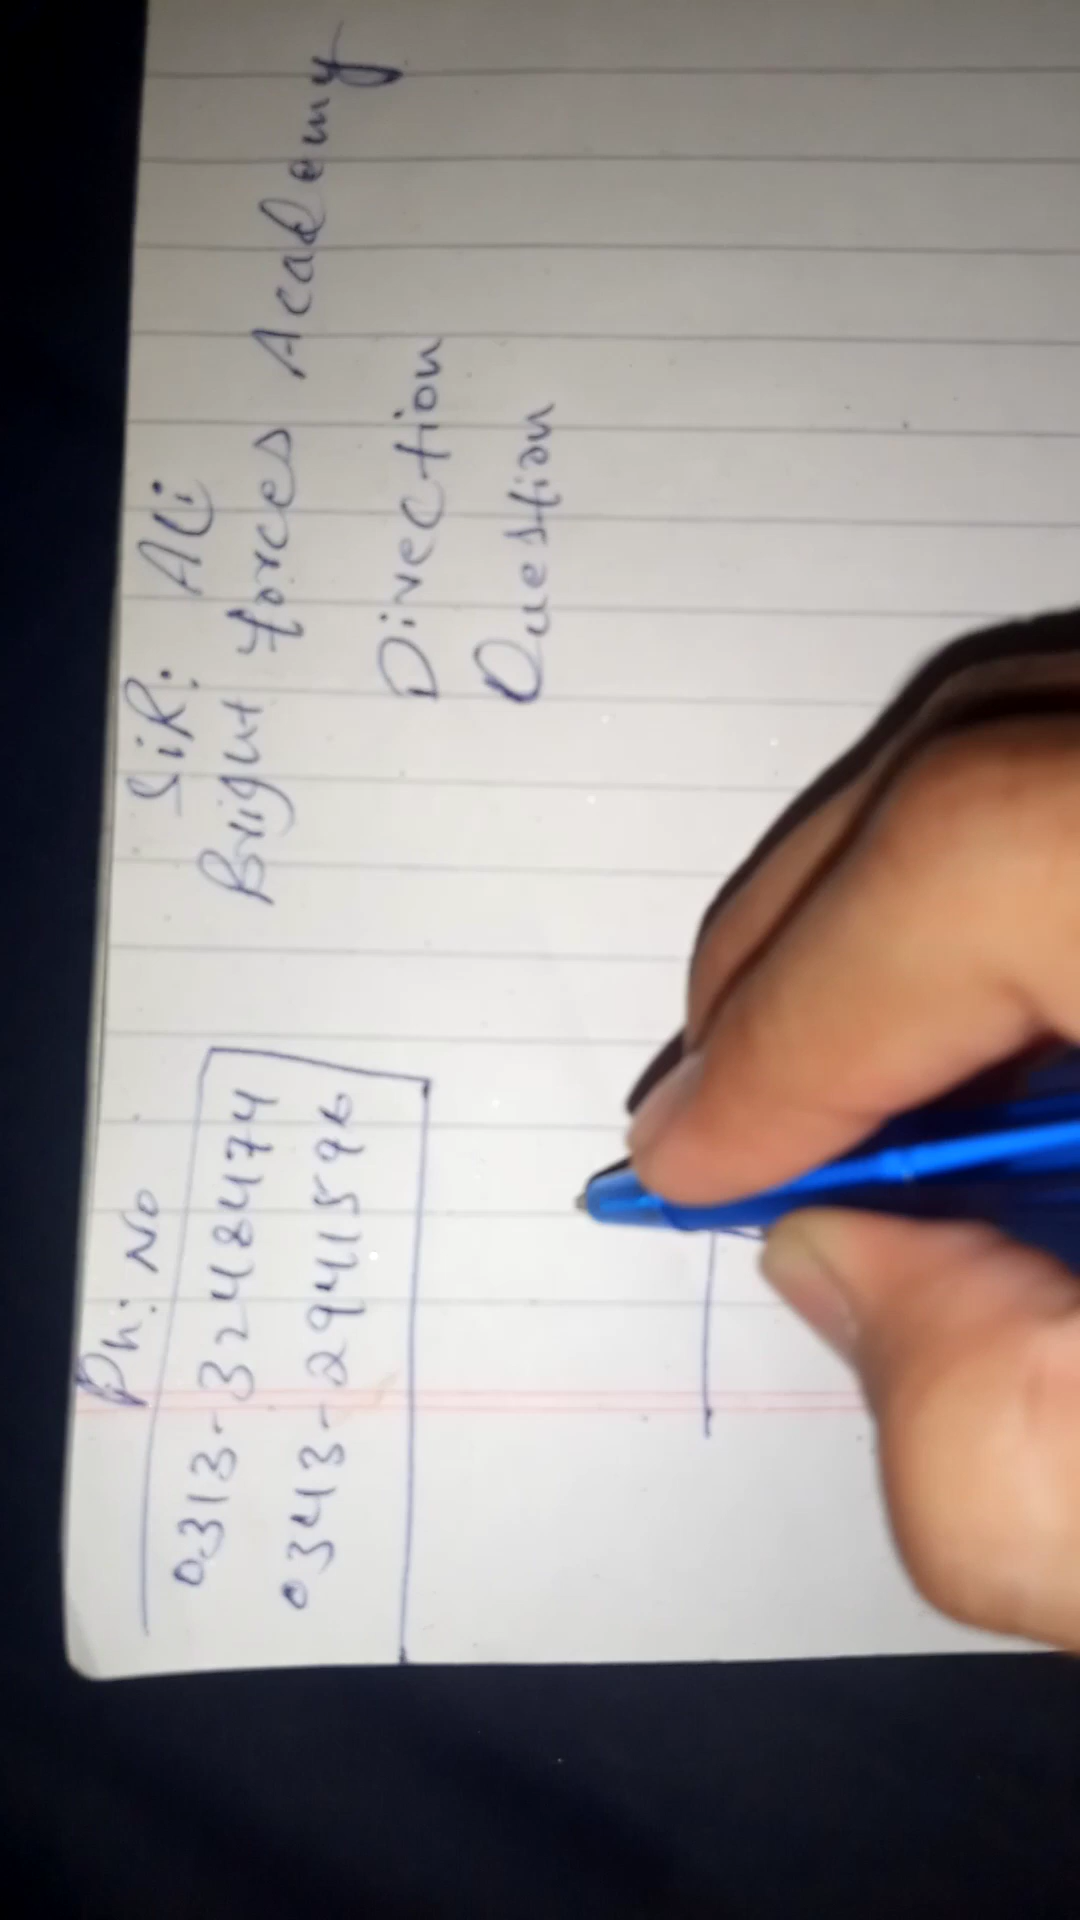 Ph: No
0313-3248474
0343-2941596
SiR: Ali
Bright forces Academy
Direction
Question